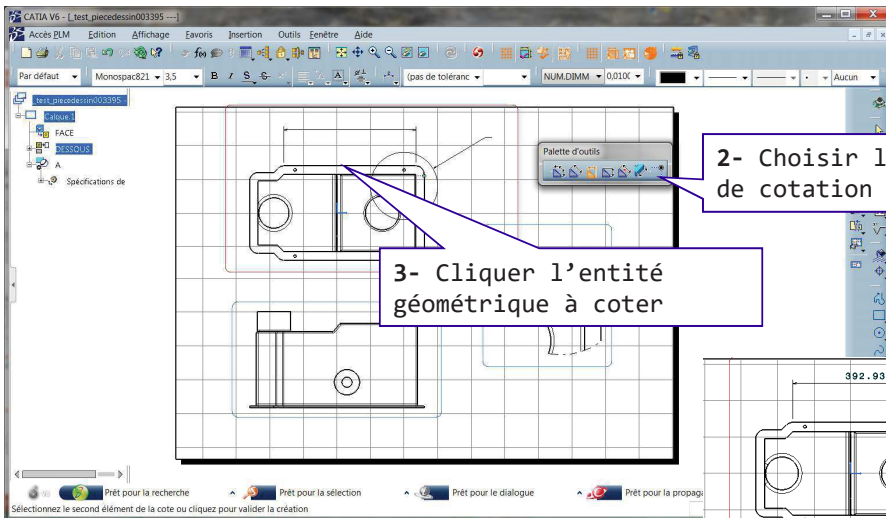 CATIA V6 - [_test_piecedessin003395 ---]
Accès PLM Edition Affichage Favoris Insertion Outils Fenêtre Aide
Par défaut Monospac821 3,5 B I S S A (pas de toléranc NUM.DIMM 0,010( Aucun
_test_piecedessin003395 -
Calque.1
FACE
DESSOUS
A
Spécifications de
Palette d'outils
2- Choisir l
de cotation
3- Cliquer l’entité
géométrique à coter
392.93
Prêt pour la recherche Prêt pour la sélection Prêt pour le dialogue Prêt pour la propaga
Sélectionnez le second élément de la cote ou cliquez pour valider la création